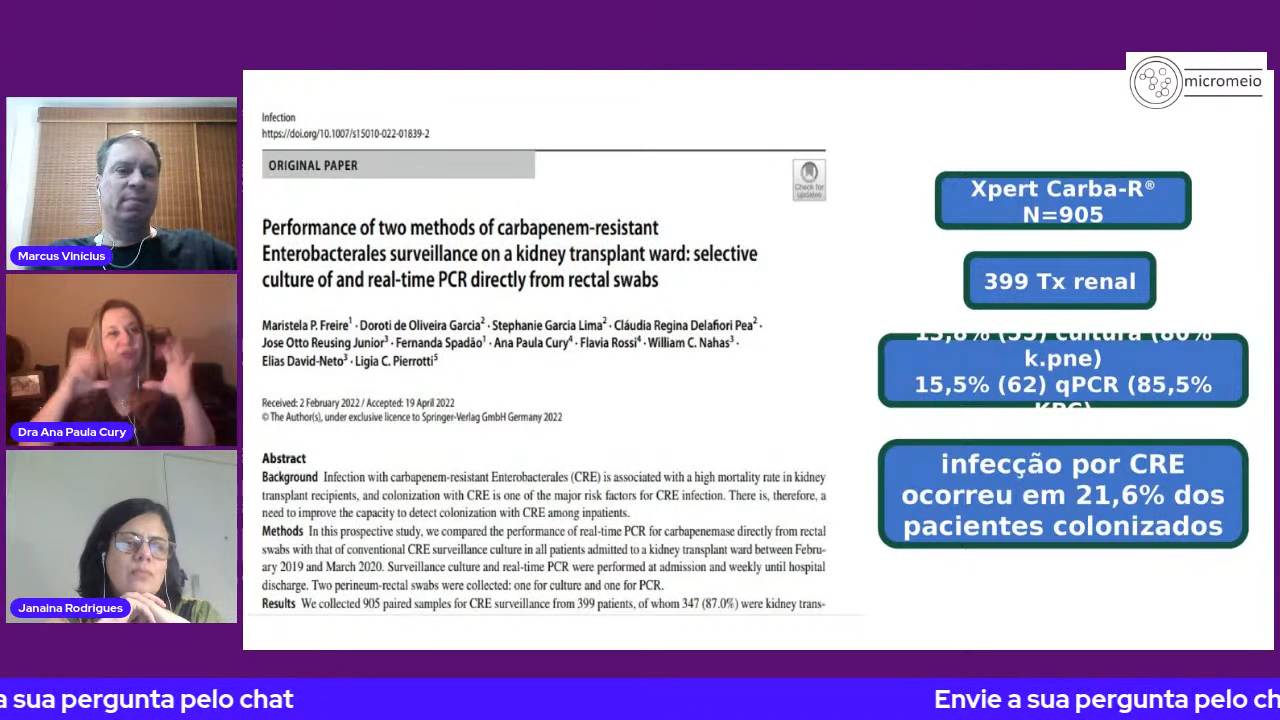 micromeio
Marcus Vinícius
Dra Ana Paula Cury
Janaina Rodrigues
Infection
https://doi.org/10.1007/s15010-022-01839-2
ORIGINAL PAPER
Check for
updates
Performance of two methods of carbapenem-resistant
Enterobacterales surveillance on a kidney transplant ward: selective
culture of and real-time PCR directly from rectal swabs
Maristela P. Freire1 · Doroti de Oliveira Garcia2 · Stephanie Garcia Lima2 · Cláudia Regina Delafiori Pea2 ·
Jose Otto Reusing Junior3 · Fernanda Spadão1 · Ana Paula Cury4 · Flavia Rossi4 · William C. Nahas3 ·
Elias David-Neto3 · Ligia C. Pierrotti5
Received: 2 February 2022 / Accepted: 19 April 2022
© The Author(s), under exclusive licence to Springer-Verlag GmbH Germany 2022
Abstract
Background Infection with carbapenem-resistant Enterobacterales (CRE) is associated with a high mortality rate in kidney
transplant recipients, and colonization with CRE is one of the major risk factors for CRE infection. There is, therefore, a
need to improve the capacity to detect colonization with CRE among inpatients.
Methods In this prospective study, we compared the performance of real-time PCR for carbapenemase directly from rectal
swabs with that of conventional CRE surveillance culture in all patients admitted to a kidney transplant ward between Febru-
ary 2019 and March 2020. Surveillance culture and real-time PCR were performed at admission and weekly until hospital
discharge. Two perineum-rectal swabs were collected: one for culture and one for PCR.
Results We collected 905 paired samples for CRE surveillance from 399 patients, of whom 347 (87.0%) were kidney trans-
Xpert Carba-R®
N=905
399 Tx renal
13,8% (55) cultura (80%
k.pne)
15,5% (62) qPCR (85,5%
KPC)
infecção por CRE
ocorreu em 21,6% dos
pacientes colonizados
a sua pergunta pelo chat
Envie a sua pergunta pelo ch